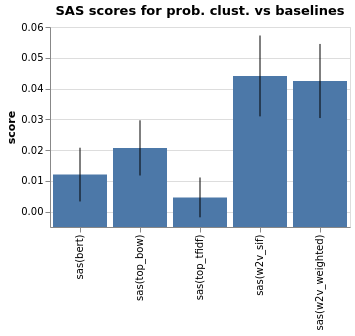 SAS scores for prob. clust. vs baselines
0.06
0.05
0.04
0.03
0.02
0.01
0.00
score
sas(bert)
sas(top_bow)
sas(top_tfidf)
sas(w2v_sif)
sas(w2v_weighted)